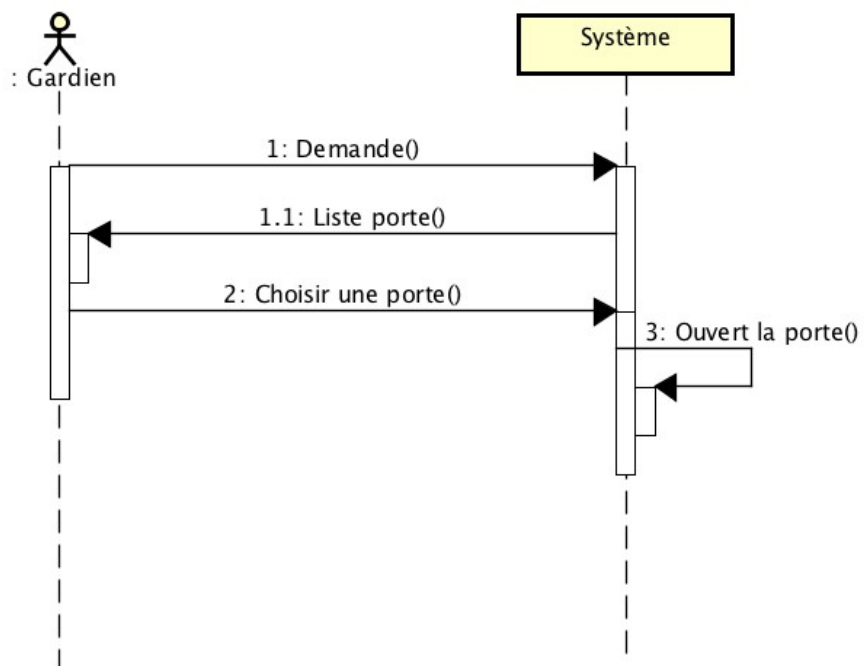 : Gardien
Système
1: Demande()
1.1: Liste porte()
2: Choisir une porte()
3: Ouvert la porte()